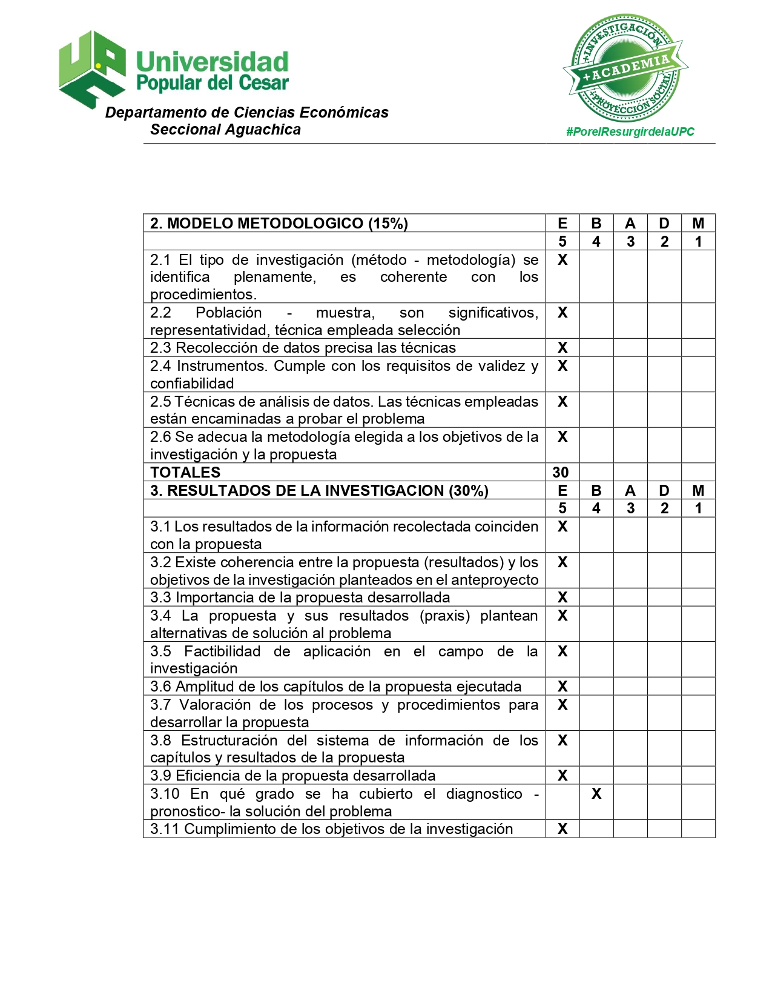 UPC
Universidad
Popular del Cesar
Departamento de Ciencias Económicas
Seccional Aguachica
+INVESTIGACIÓN
+ACADEMIA
+PROYECCIÓN SOCIAL
#PorelResurgirdelaUPC
2. MODELO METODOLOGICO (15%) E B A D M
5 4 3 2 1
2.1 El tipo de investigación (método - metodología) se X
identifica plenamente, es coherente con los
procedimientos.
2.2 Población - muestra, son significativos, X
representatividad, técnica empleada selección
2.3 Recolección de datos precisa las técnicas X
2.4 Instrumentos. Cumple con los requisitos de validez y X
confiabilidad
2.5 Técnicas de análisis de datos. Las técnicas empleadas X
están encaminadas a probar el problema
2.6 Se adecua la metodología elegida a los objetivos de la X
investigación y la propuesta
TOTALES 30
3. RESULTADOS DE LA INVESTIGACION (30%) E B A D M
5 4 3 2 1
3.1 Los resultados de la información recolectada coinciden X
con la propuesta
3.2 Existe coherencia entre la propuesta (resultados) y los X
objetivos de la investigación planteados en el anteproyecto
3.3 Importancia de la propuesta desarrollada X
3.4 La propuesta y sus resultados (praxis) plantean X
alternativas de solución al problema
3.5 Factibilidad de aplicación en el campo de la X
investigación
3.6 Amplitud de los capítulos de la propuesta ejecutada X
3.7 Valoración de los procesos y procedimientos para X
desarrollar la propuesta
3.8 Estructuración del sistema de información de los X
capítulos y resultados de la propuesta
3.9 Eficiencia de la propuesta desarrollada X
3.10 En qué grado se ha cubierto el diagnostico - X
pronostico- la solución del problema
3.11 Cumplimiento de los objetivos de la investigación X